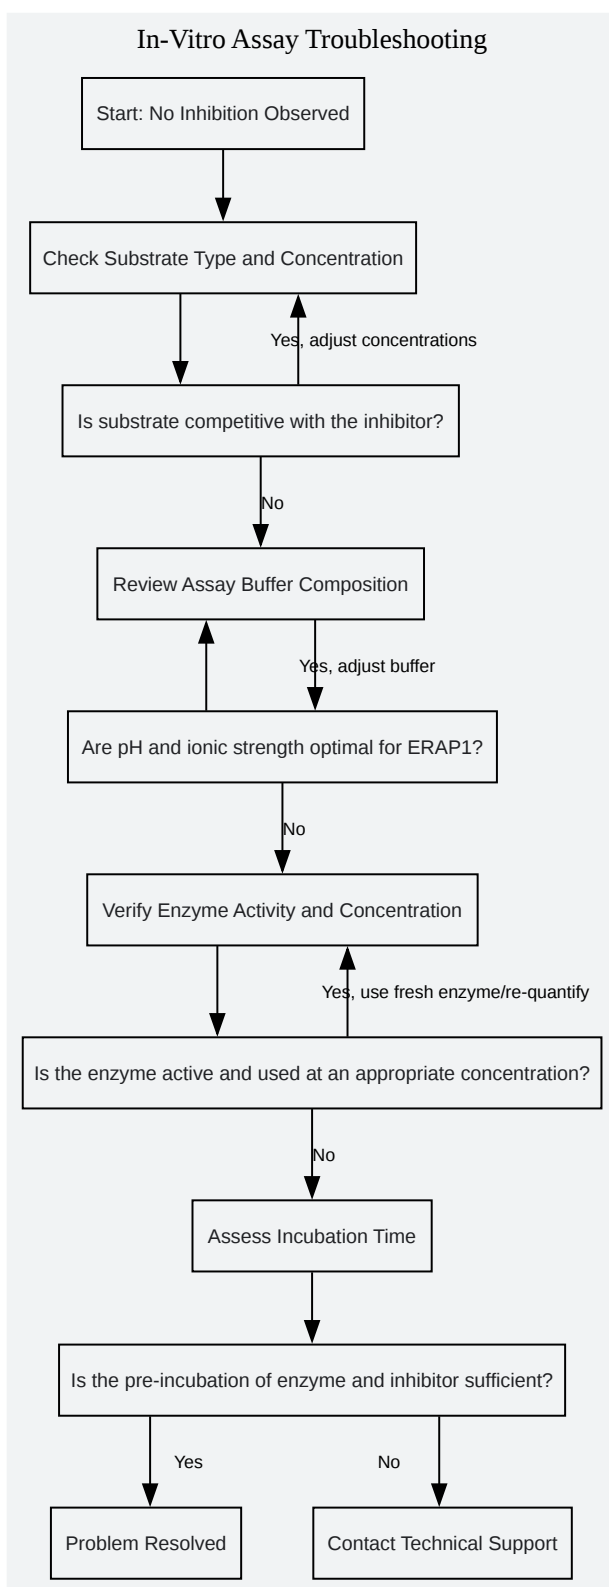 In-Vitro Assay Troubleshooting
Start: No Inhibition Observed
Check Substrate Type and Concentration
Yes, adjust concentrations
Is substrate competitive with the inhibitor?
No
Review Assay Buffer Composition
Yes, adjust buffer
Are pH and ionic strength optimal for ERAP1?
No
Verify Enzyme Activity and Concentration
Yes, use fresh enzyme/re-quantify
Is the enzyme active and used at an appropriate concentration?
No
Assess Incubation Time
Is the pre-incubation of enzyme and inhibitor sufficient?
Yes
No
Problem Resolved
Contact Technical Support